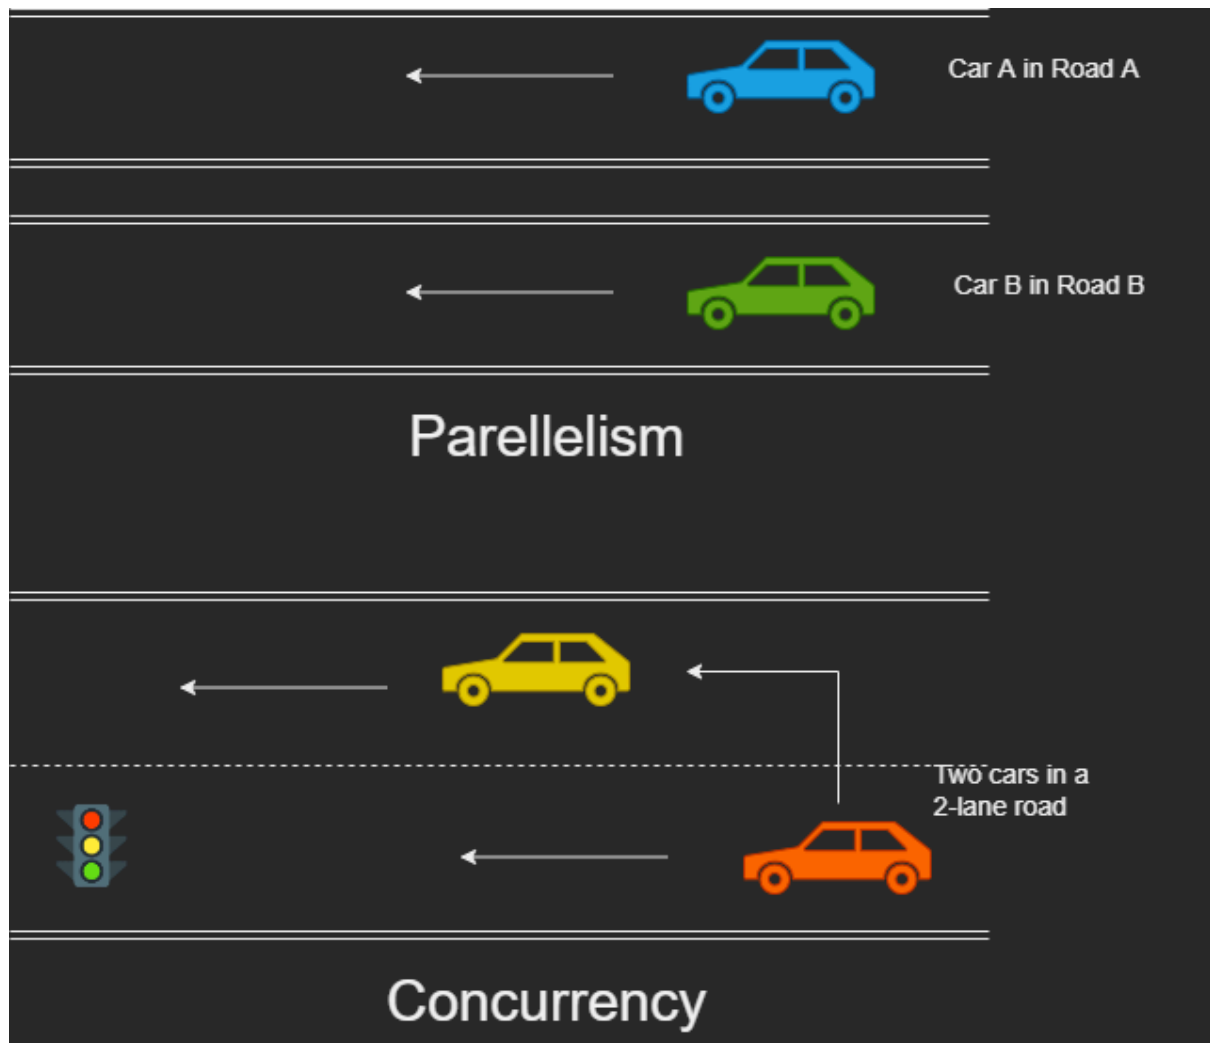 Car A in Road A
Car B in Road B
Parellelism
Two cars in a
2-lane road
Concurrency